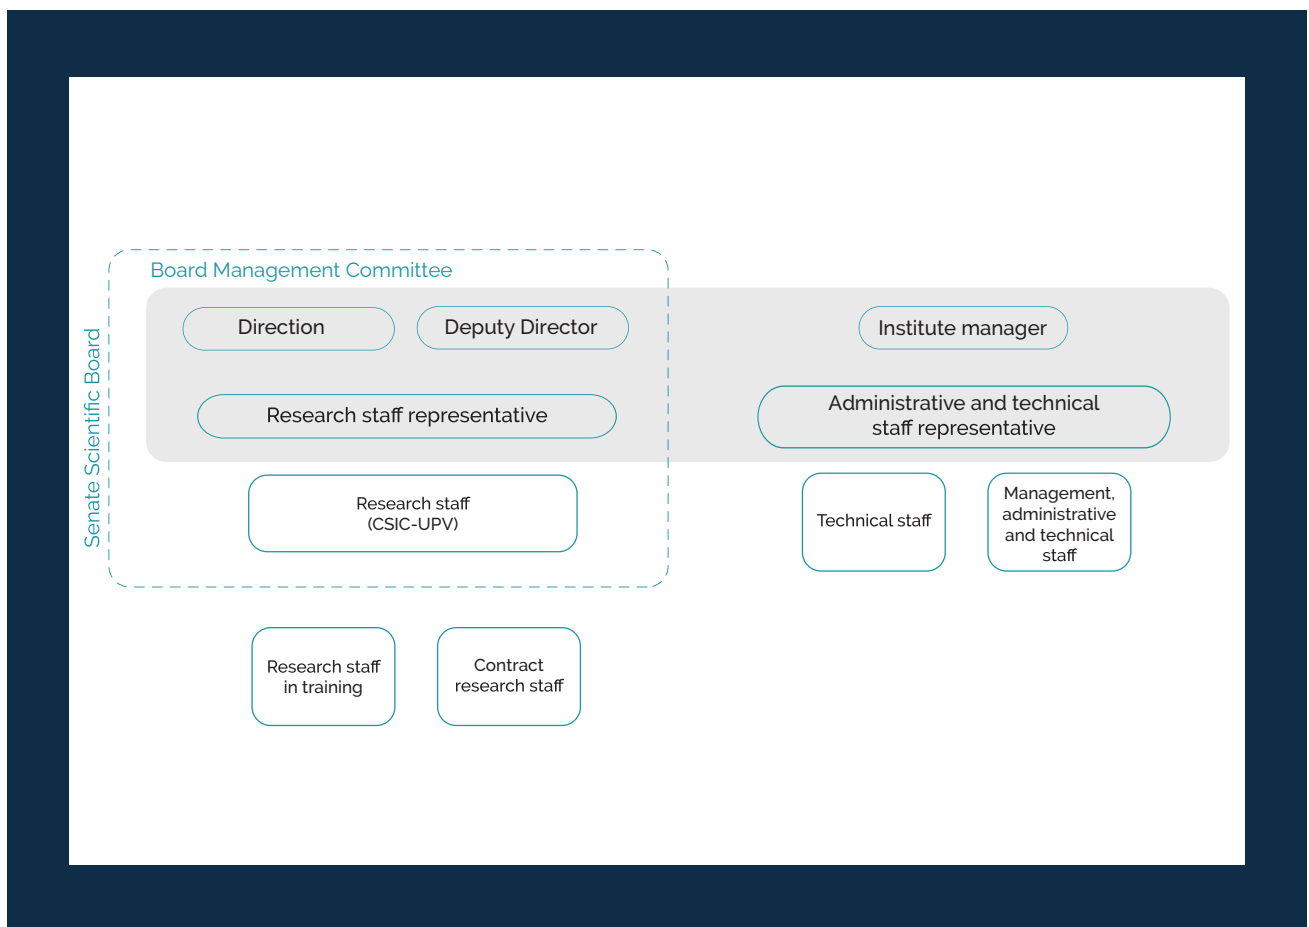 Board Management Committee
Senate Scientific Board
Direction
Deputy Director
Institute manager
Research staff representative
Administrative and technical
staff representative
Research staff
(CSIC-UPV)
Technical staff
Management,
administrative
and technical
staff
Research staff
in training
Contract
research staff